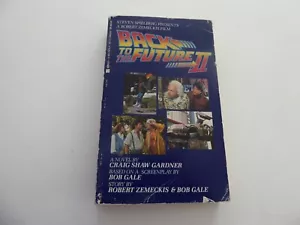 STEVEN SPIELBERG PRESENTS
A ROBERT ZEMECKIS FILM
BACK
TO THE
FUTURE
PART
II
A NOVEL BY
CRAIG SHAW GARDNER
BASED ON A SCREENPLAY BY
BOB GALE
STORY BY
ROBERT ZEMECKIS & BOB GALE